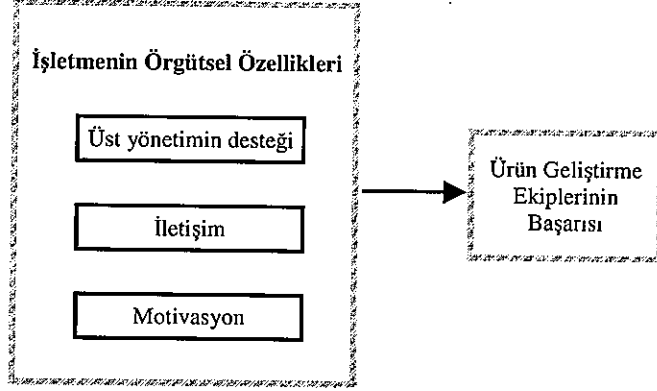 İşletmenin Örgütsel Özellikleri
Üst yönetimin desteği
İletişim
Motivasyon
Ürün Geliştirme
Ekiplerinin
Başarısı